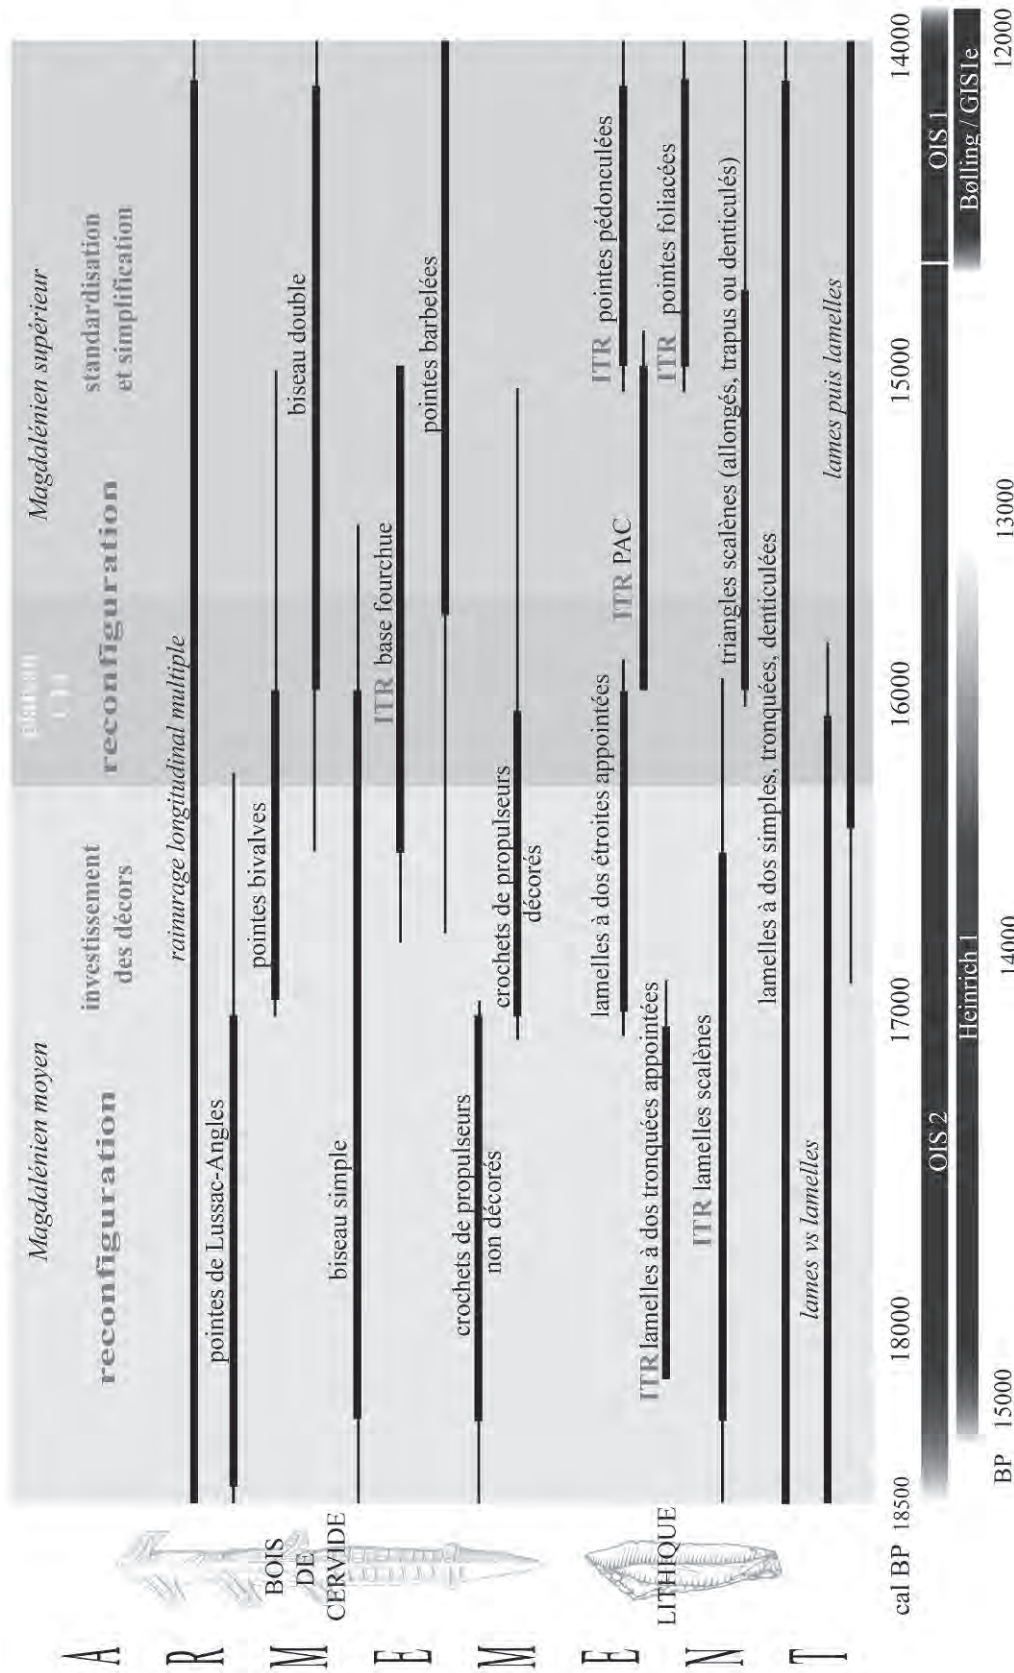 Magdalénien moyen
Magdalénien supérieur
reconfiguration
investissement
des décors
reconfiguration
standardisation
et simplification
rainurage longitudinal multiple
pointes de Lussac-Angles
pointes bivalves
biseau double
biseau simple
ITR base fourchue
pointes barbelées
crochets de propulseurs
non décorés
crochets de propulseurs
décorés
lamelles à dos étroites appointées
ITR PAC
ITR pointes pédonculées
ITR lamelles à dos tronquées appointées
ITR pointes foliacées
ITR lamelles scalènes
triangles scalènes (allongés, trapus ou denticulés)
lamelles à dos simples, tronquées, denticulées
lames vs lamelles
lames puis lamelles
ARMEMENT
BOIS
DE
CERVIDE
LITHIQUE
cal BP 18500 18000 17000 16000 15000 14000
OIS 2 OIS 1
Heinrich 1 Bølling / GIS1e
BP 15000 14000 13000 12000